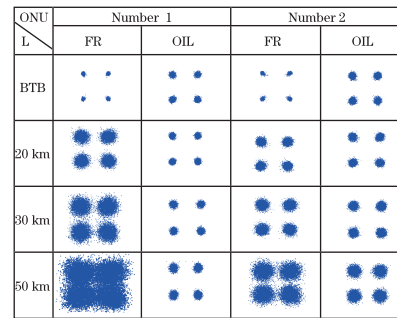 ONU Number 1 Number 2
L FR OIL FR OIL
BTB
20 km
30 km
50 km